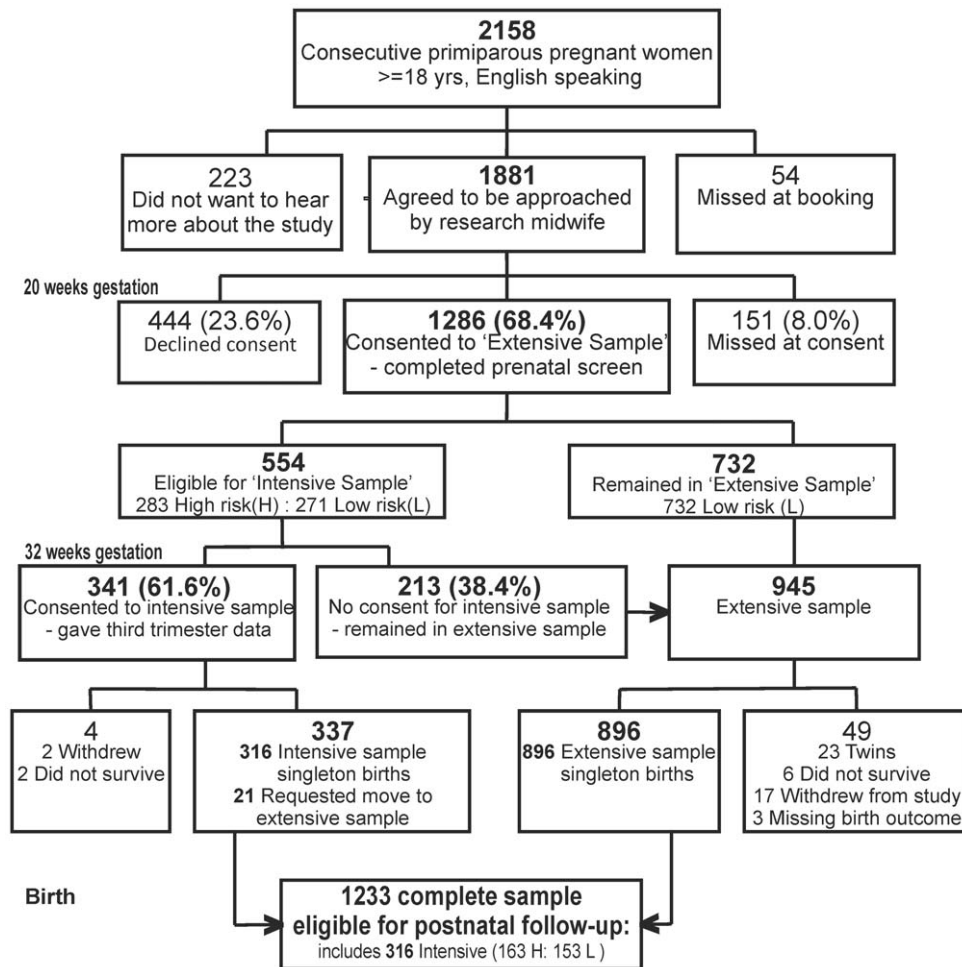 2158
Consecutive primiparous pregnant women
>=18 yrs, English speaking
223
Did not want to hear
more about the study
1881
Agreed to be approached
by research midwife
54
Missed at booking
20 weeks gestation
444 (23.6%)
Declined consent
1286 (68.4%)
Consented to ‘Extensive Sample’
- completed prenatal screen
151 (8.0%)
Missed at consent
554
Eligible for ‘Intensive Sample’
283 High risk(H) : 271 Low risk(L)
732
Remained in ‘Extensive Sample’
732 Low risk (L)
32 weeks gestation
341 (61.6%)
Consented to intensive sample
- gave third trimester data
213 (38.4%)
No consent for intensive sample
- remained in extensive sample
945
Extensive sample
4
2 Withdrew
2 Did not survive
337
316 Intensive sample
singleton births
21 Requested move to
extensive sample
896
896 Extensive sample
singleton births
49
23 Twins
6 Did not survive
17 Withdrew from study
3 Missing birth outcome
Birth
1233 complete sample
eligible for postnatal follow-up:
includes 316 Intensive (163 H: 153 L )